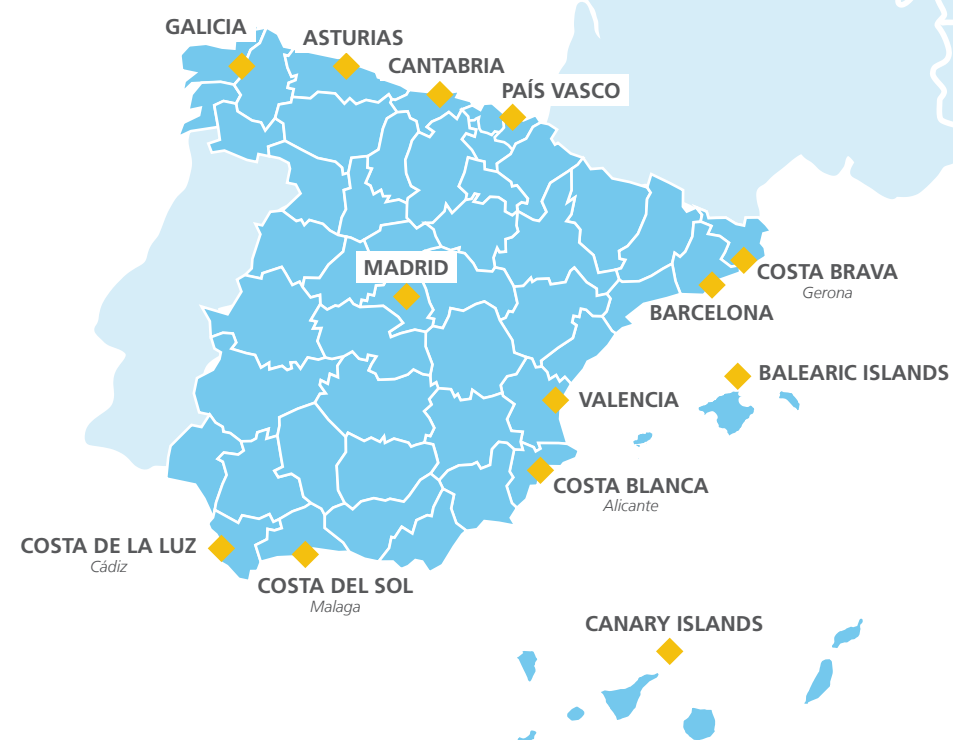 GALICIA
ASTURIAS
CANTABRIA
PAÍS VASCO
MADRID
COSTA BRAVA
Gerona
BARCELONA
BALEARIC ISLANDS
VALENCIA
COSTA BLANCA
Alicante
COSTA DE LA LUZ
Cádiz
COSTA DEL SOL
Malaga
CANARY ISLANDS